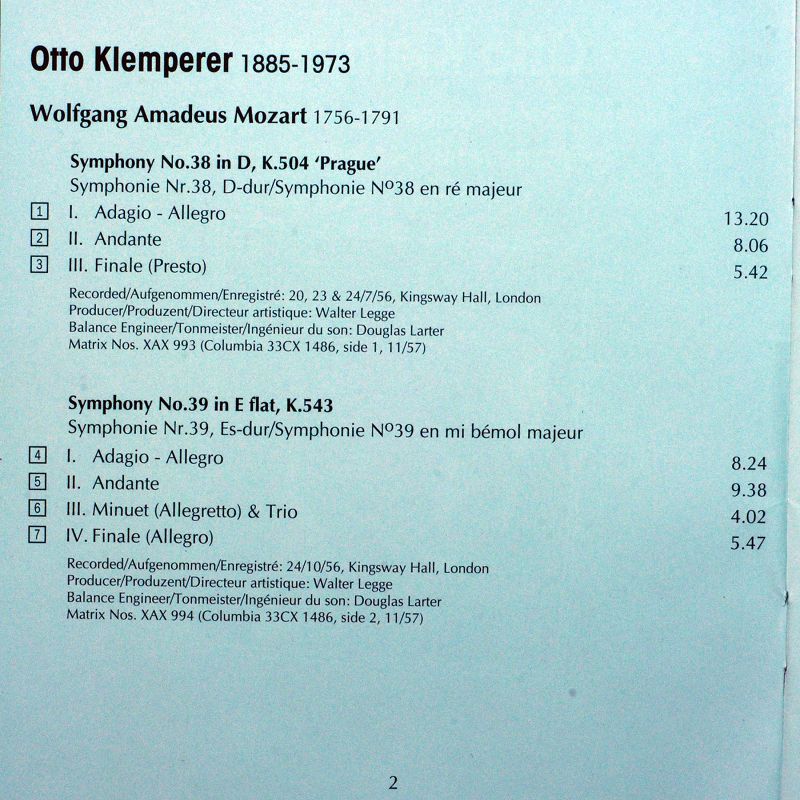 Otto Klemperer 1885-1973
Wolfgang Amadeus Mozart 1756-1791
Symphony No.38 in D, K.504 ‘Prague’
Symphonie Nr.38, D-dur/Symphonie Nº38 en ré majeur
1 I. Adagio - Allegro 13.20
2 II. Andante 8.06
3 III. Finale (Presto) 5.42
Recorded/Aufgenommen/Enregistré: 20, 23 & 24/7/56, Kingsway Hall, London
Producer/Produzent/Directeur artistique: Walter Legge
Balance Engineer/Tonmeister/Ingénieur du son: Douglas Larter
Matrix Nos. XAX 993 (Columbia 33CX 1486, side 1, 11/57)
Symphony No.39 in E flat, K.543
Symphonie Nr.39, Es-dur/Symphonie Nº39 en mi bémol majeur
4 I. Adagio - Allegro 8.24
5 II. Andante 9.38
6 III. Minuet (Allegretto) & Trio 4.02
7 IV. Finale (Allegro) 5.47
Recorded/Aufgenommen/Enregistré: 24/10/56, Kingsway Hall, London
Producer/Produzent/Directeur artistique: Walter Legge
Balance Engineer/Tonmeister/Ingénieur du son: Douglas Larter
Matrix Nos. XAX 994 (Columbia 33CX 1486, side 2, 11/57)
2